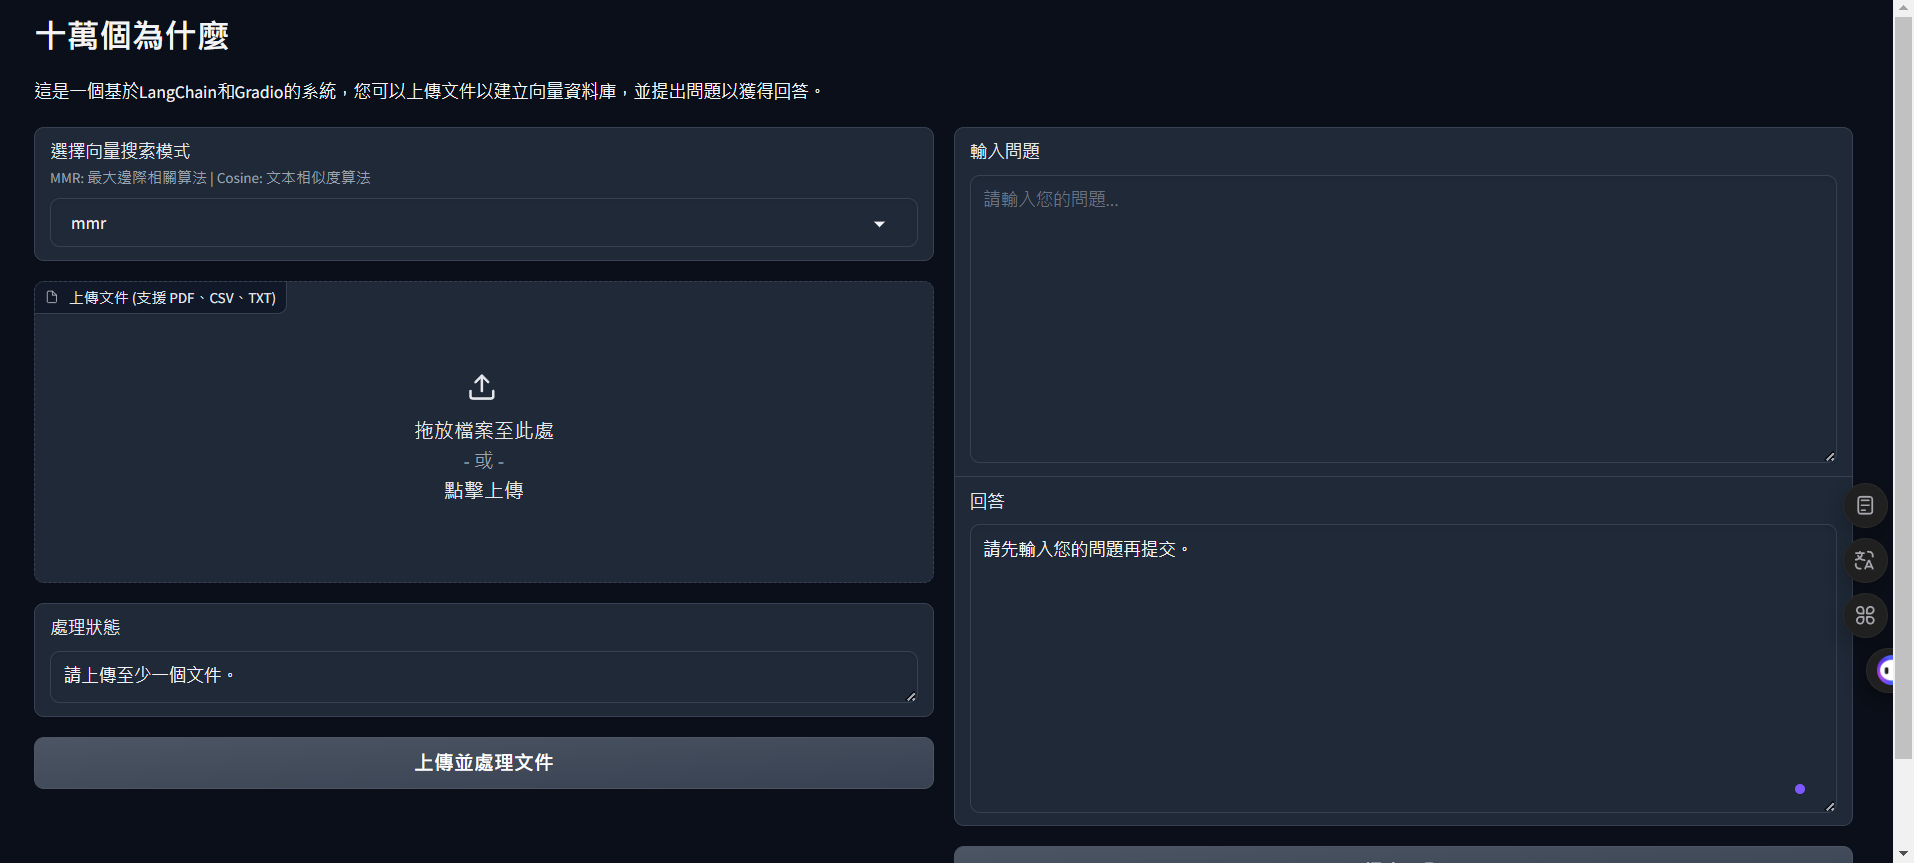 十萬個為什麼
這是一個基於LangChain和Gradio的系統，您可以上傳文件以建立向量資料庫，並提出問題以獲得回答。
選擇向量搜索模式
MMR: 最大邊際相關算法 | Cosine: 文本相似度算法
mmr
上傳文件 (支援 PDF、CSV、TXT)
拖放檔案至此處
- 或 -
點擊上傳
處理狀態
請上傳至少一個文件。
上傳並處理文件
輸入問題
請輸入您的問題...
回答
請先輸入您的問題再提交。